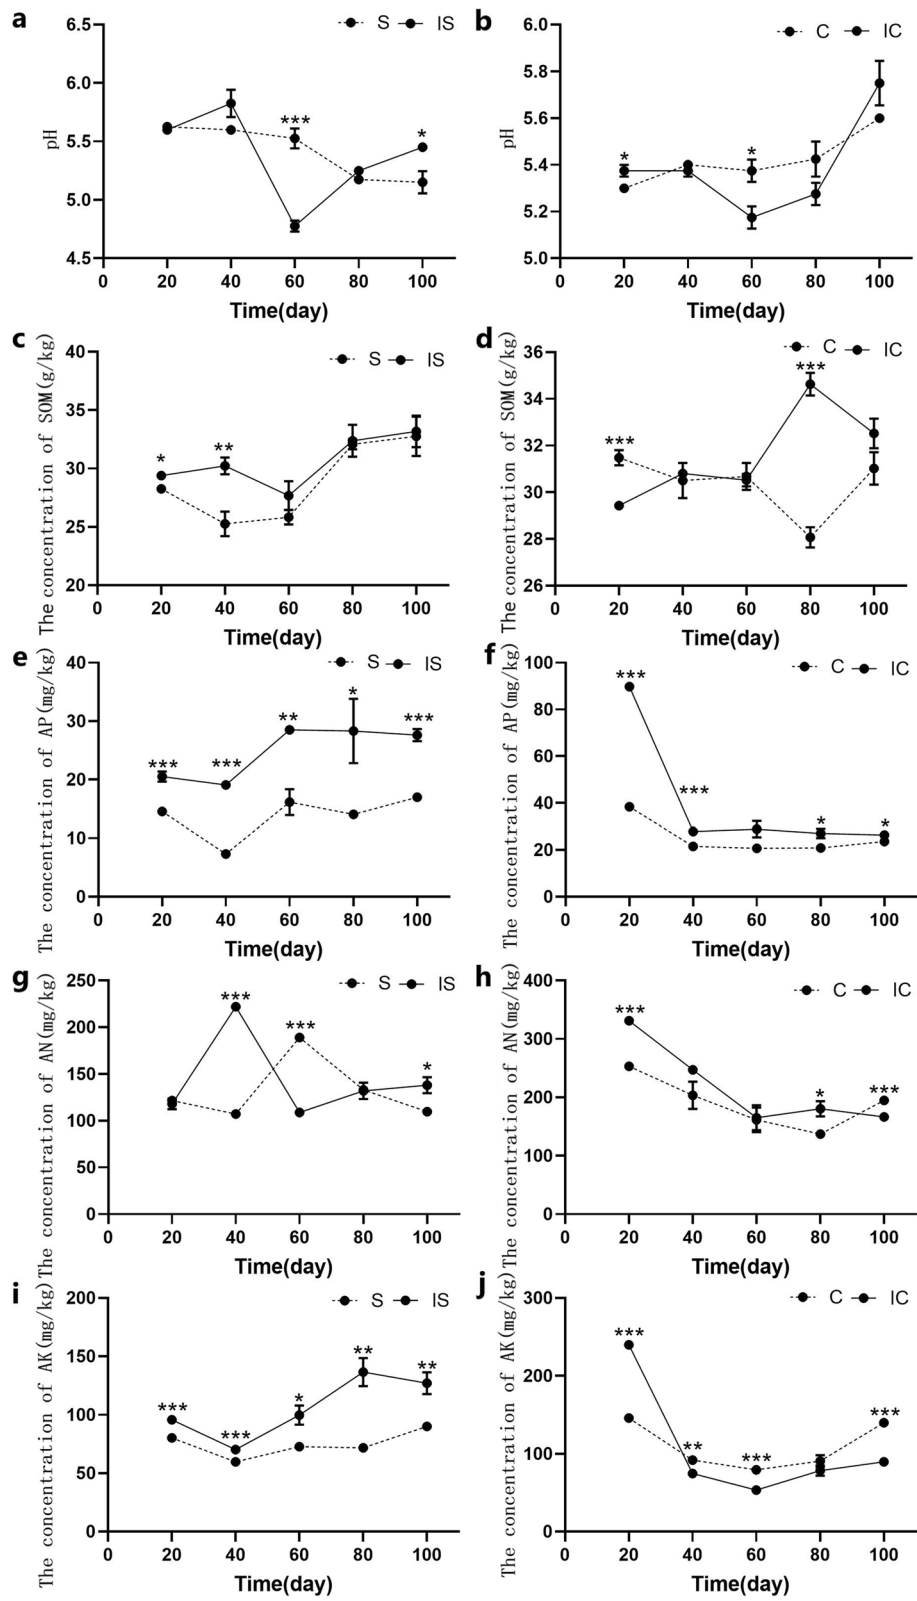 a
S IS
6.5
6.0
5.5
5.0
4.5
pH
***
*
0 20 40 60 80 100
Time(day)
b
C IC
6.0
5.8
5.6
5.4
5.2
5.0
pH
*
*
0 20 40 60 80 100
Time(day)
c
S IS
40
35
30
25
20
The concentration of SOM(g/kg)
*
**
0 20 40 60 80 100
Time(day)
d
C IC
36
34
32
30
28
26
The concentration of SOM(g/kg)
***
***
0 20 40 60 80 100
Time(day)
e
S IS
40
30
20
10
0
The concentration of AP(mg/kg)
***
***
**
*
***
0 20 40 60 80 100
Time(day)
f
C IC
100
80
60
40
20
0
The concentration of AP(mg/kg)
***
***
*
*
0 20 40 60 80 100
Time(day)
g
S IS
250
200
150
100
50
0
The concentration of AN(mg/kg)
***
***
*
0 20 40 60 80 100
Time(day)
h
C IC
400
300
200
100
0
The concentration of AN(mg/kg)
***
*
***
0 20 40 60 80 100
Time(day)
i
S IS
200
150
100
50
0
The concentration of AK(mg/kg)
***
***
*
**
**
0 20 40 60 80 100
Time(day)
j
C IC
300
200
100
0
The concentration of AK(mg/kg)
***
**
***
***
0 20 40 60 80 100
Time(day)